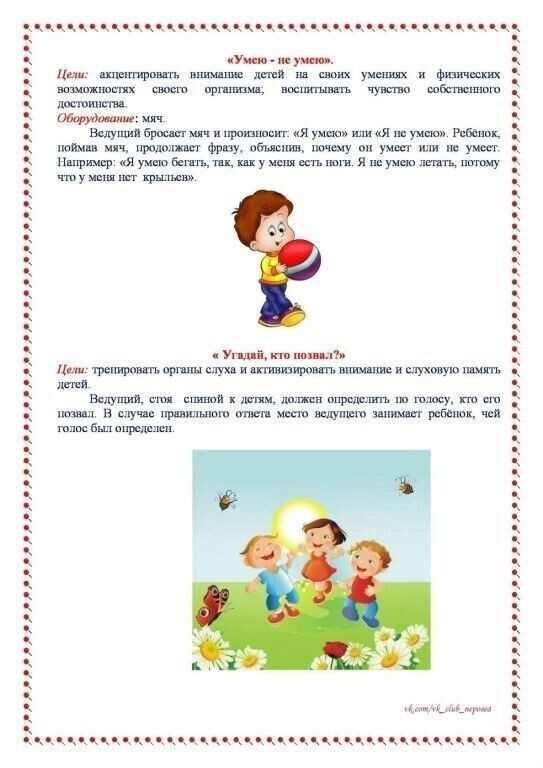 «Умею - не умею».
Цели: акцентировать внимание детей на своих умениях и физических
возможностях своего организма; воспитывать чувство собственного
достоинства.
Оборудование: мяч.
Ведущий бросает мяч и произносит: «Я умею» или «Я не умею». Ребёнок,
поймав мяч, продолжает фразу, объяснив, почему он умеет или не умеет.
Например: «Я умею бегать, так, как у меня есть ноги. Я не умею летать, потому
что у меня нет крыльев».
« Угадай, кто позвал?»
Цели: тренировать органы слуха и активизировать внимание и слуховую память
детей.
Ведущий, стоя спиной к детям, должен определить по голосу, кто его
позвал. В случае правильного ответа место ведущего занимает ребёнок, чей
голос был определен.
vk.com/vk_club_neposed